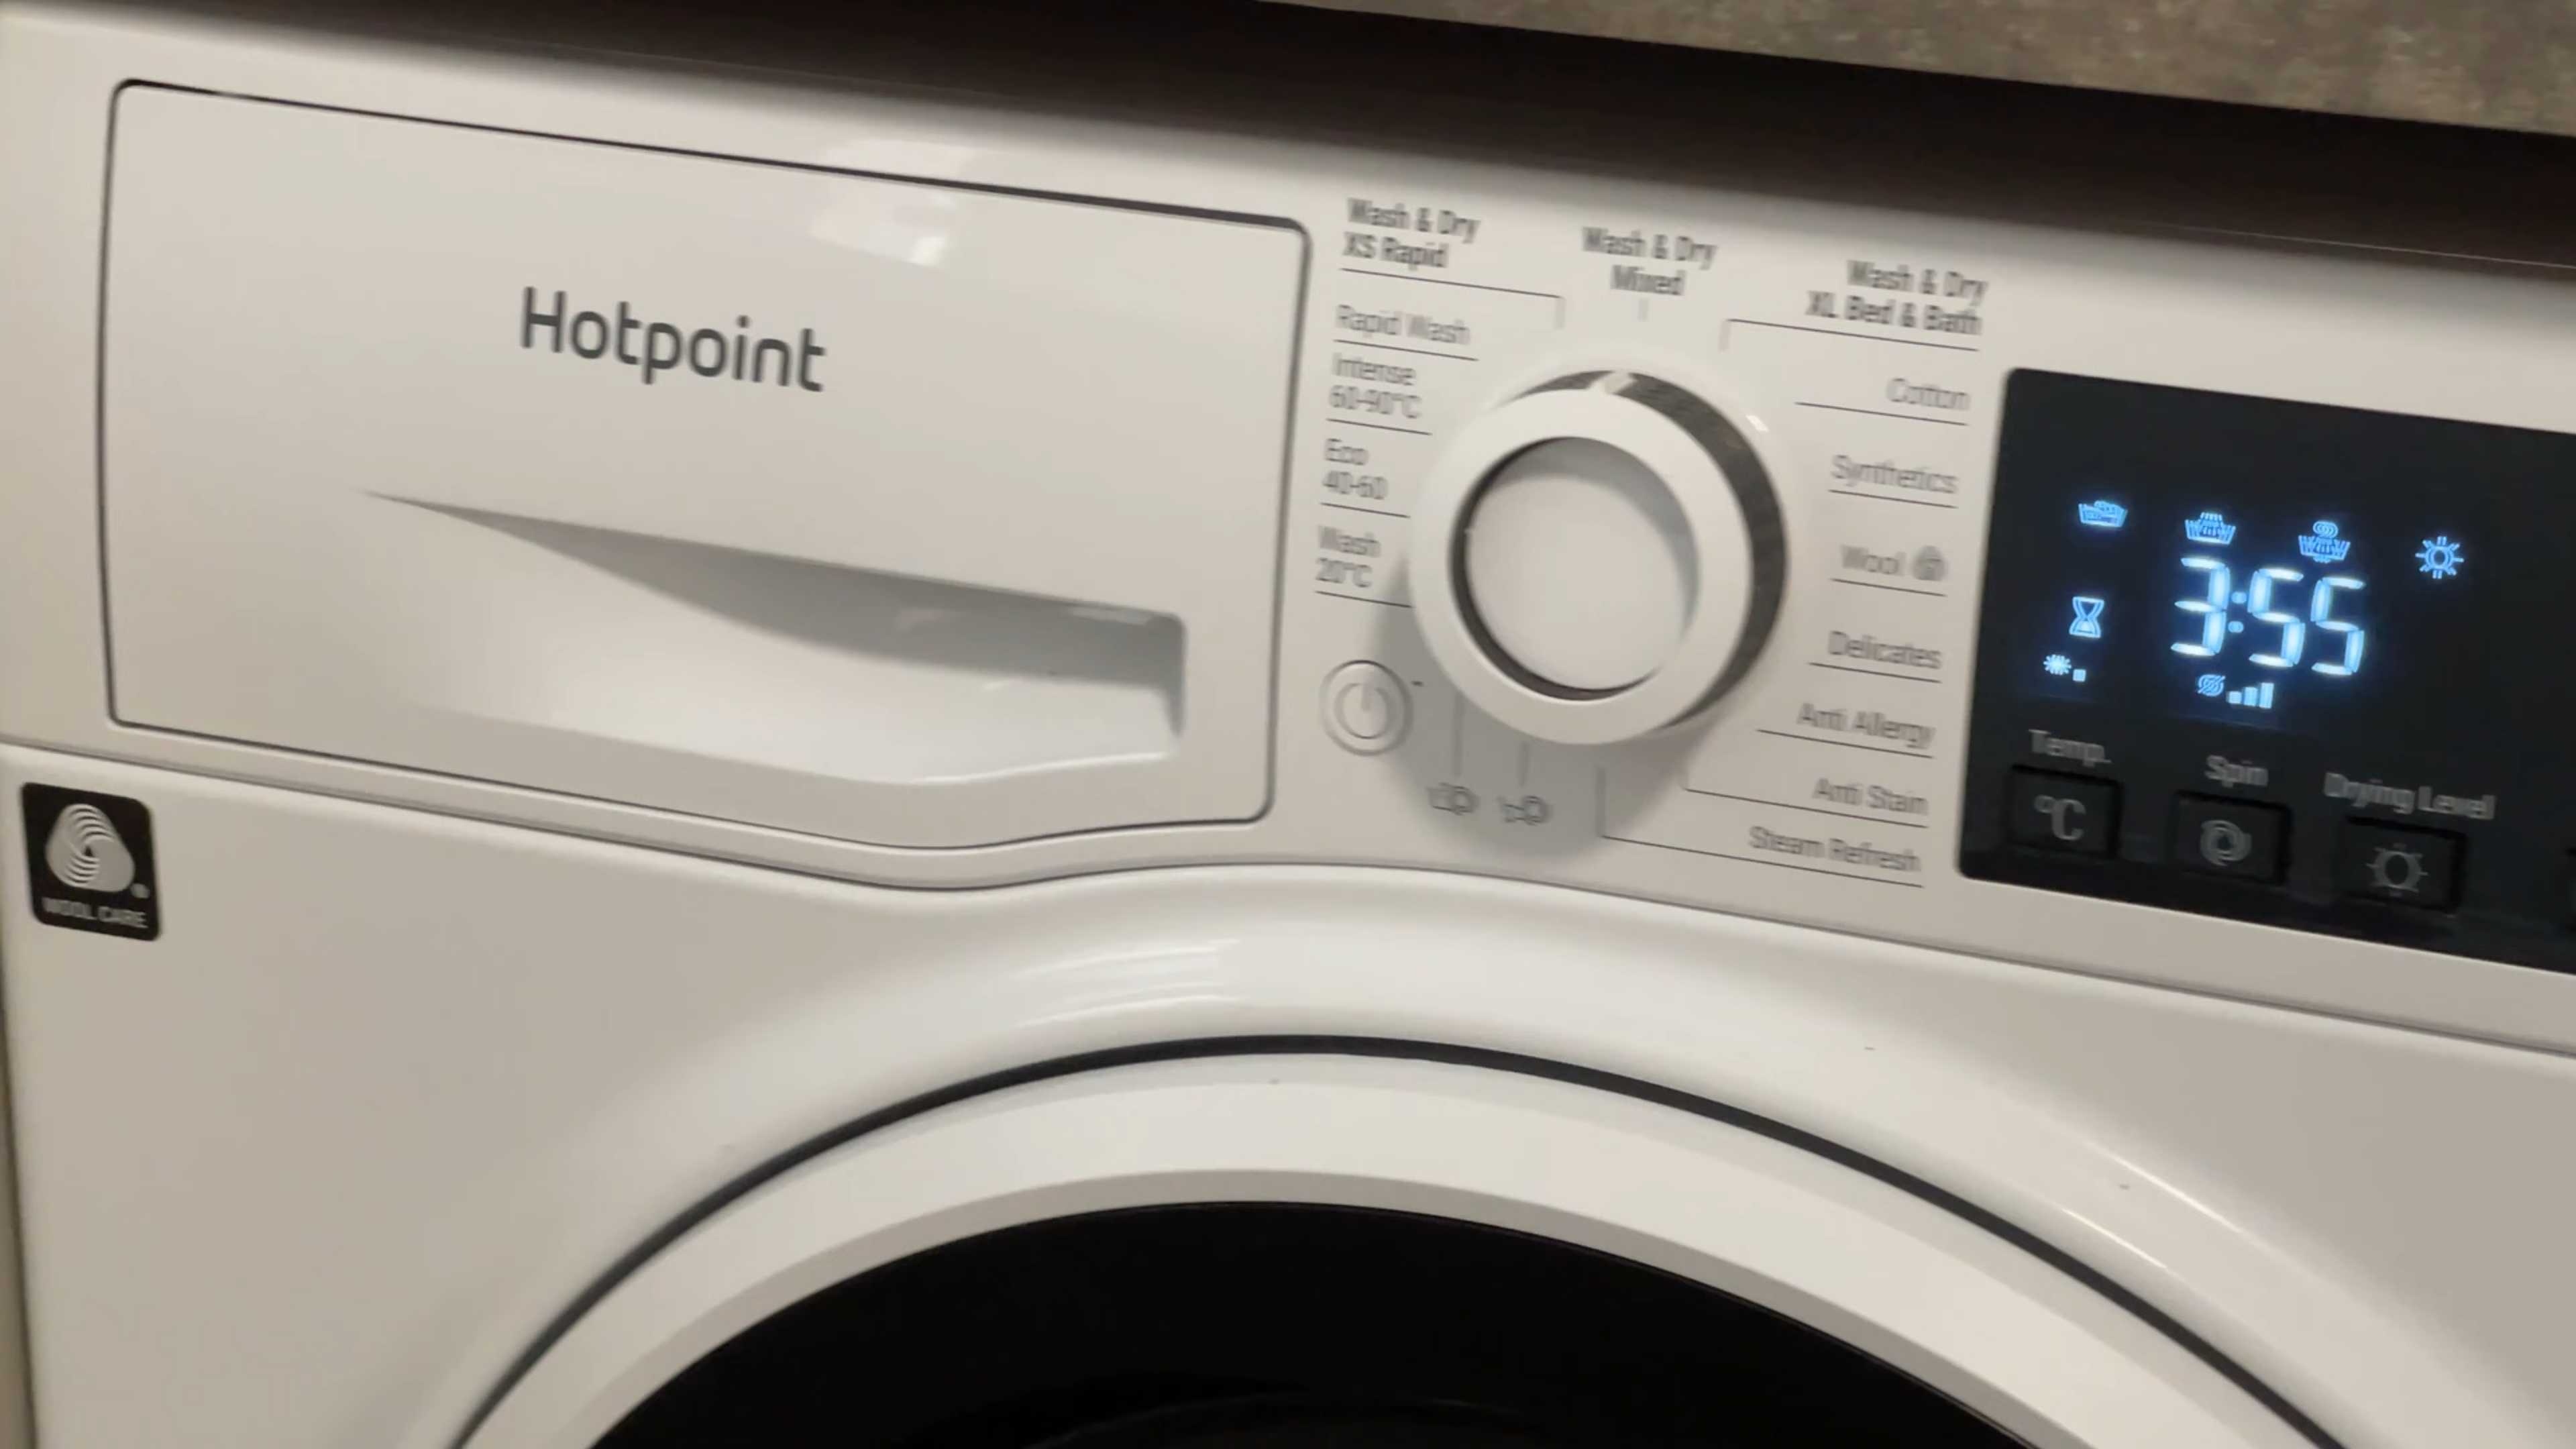 Hotpoint
Wash & Dry
XS Rapid
Wash & Dry
Mixed
Wash & Dry
XL Bed & Bath
Rapid Wash
Intense
60-90°C
Eco
40-60
Wash
20°C
Cotton
Synthetics
Wool
Delicates
Anti Allergy
Anti Stain
Steam Refresh
3:55
Temp.
Spin
Drying Level
°C
WOOL CARE